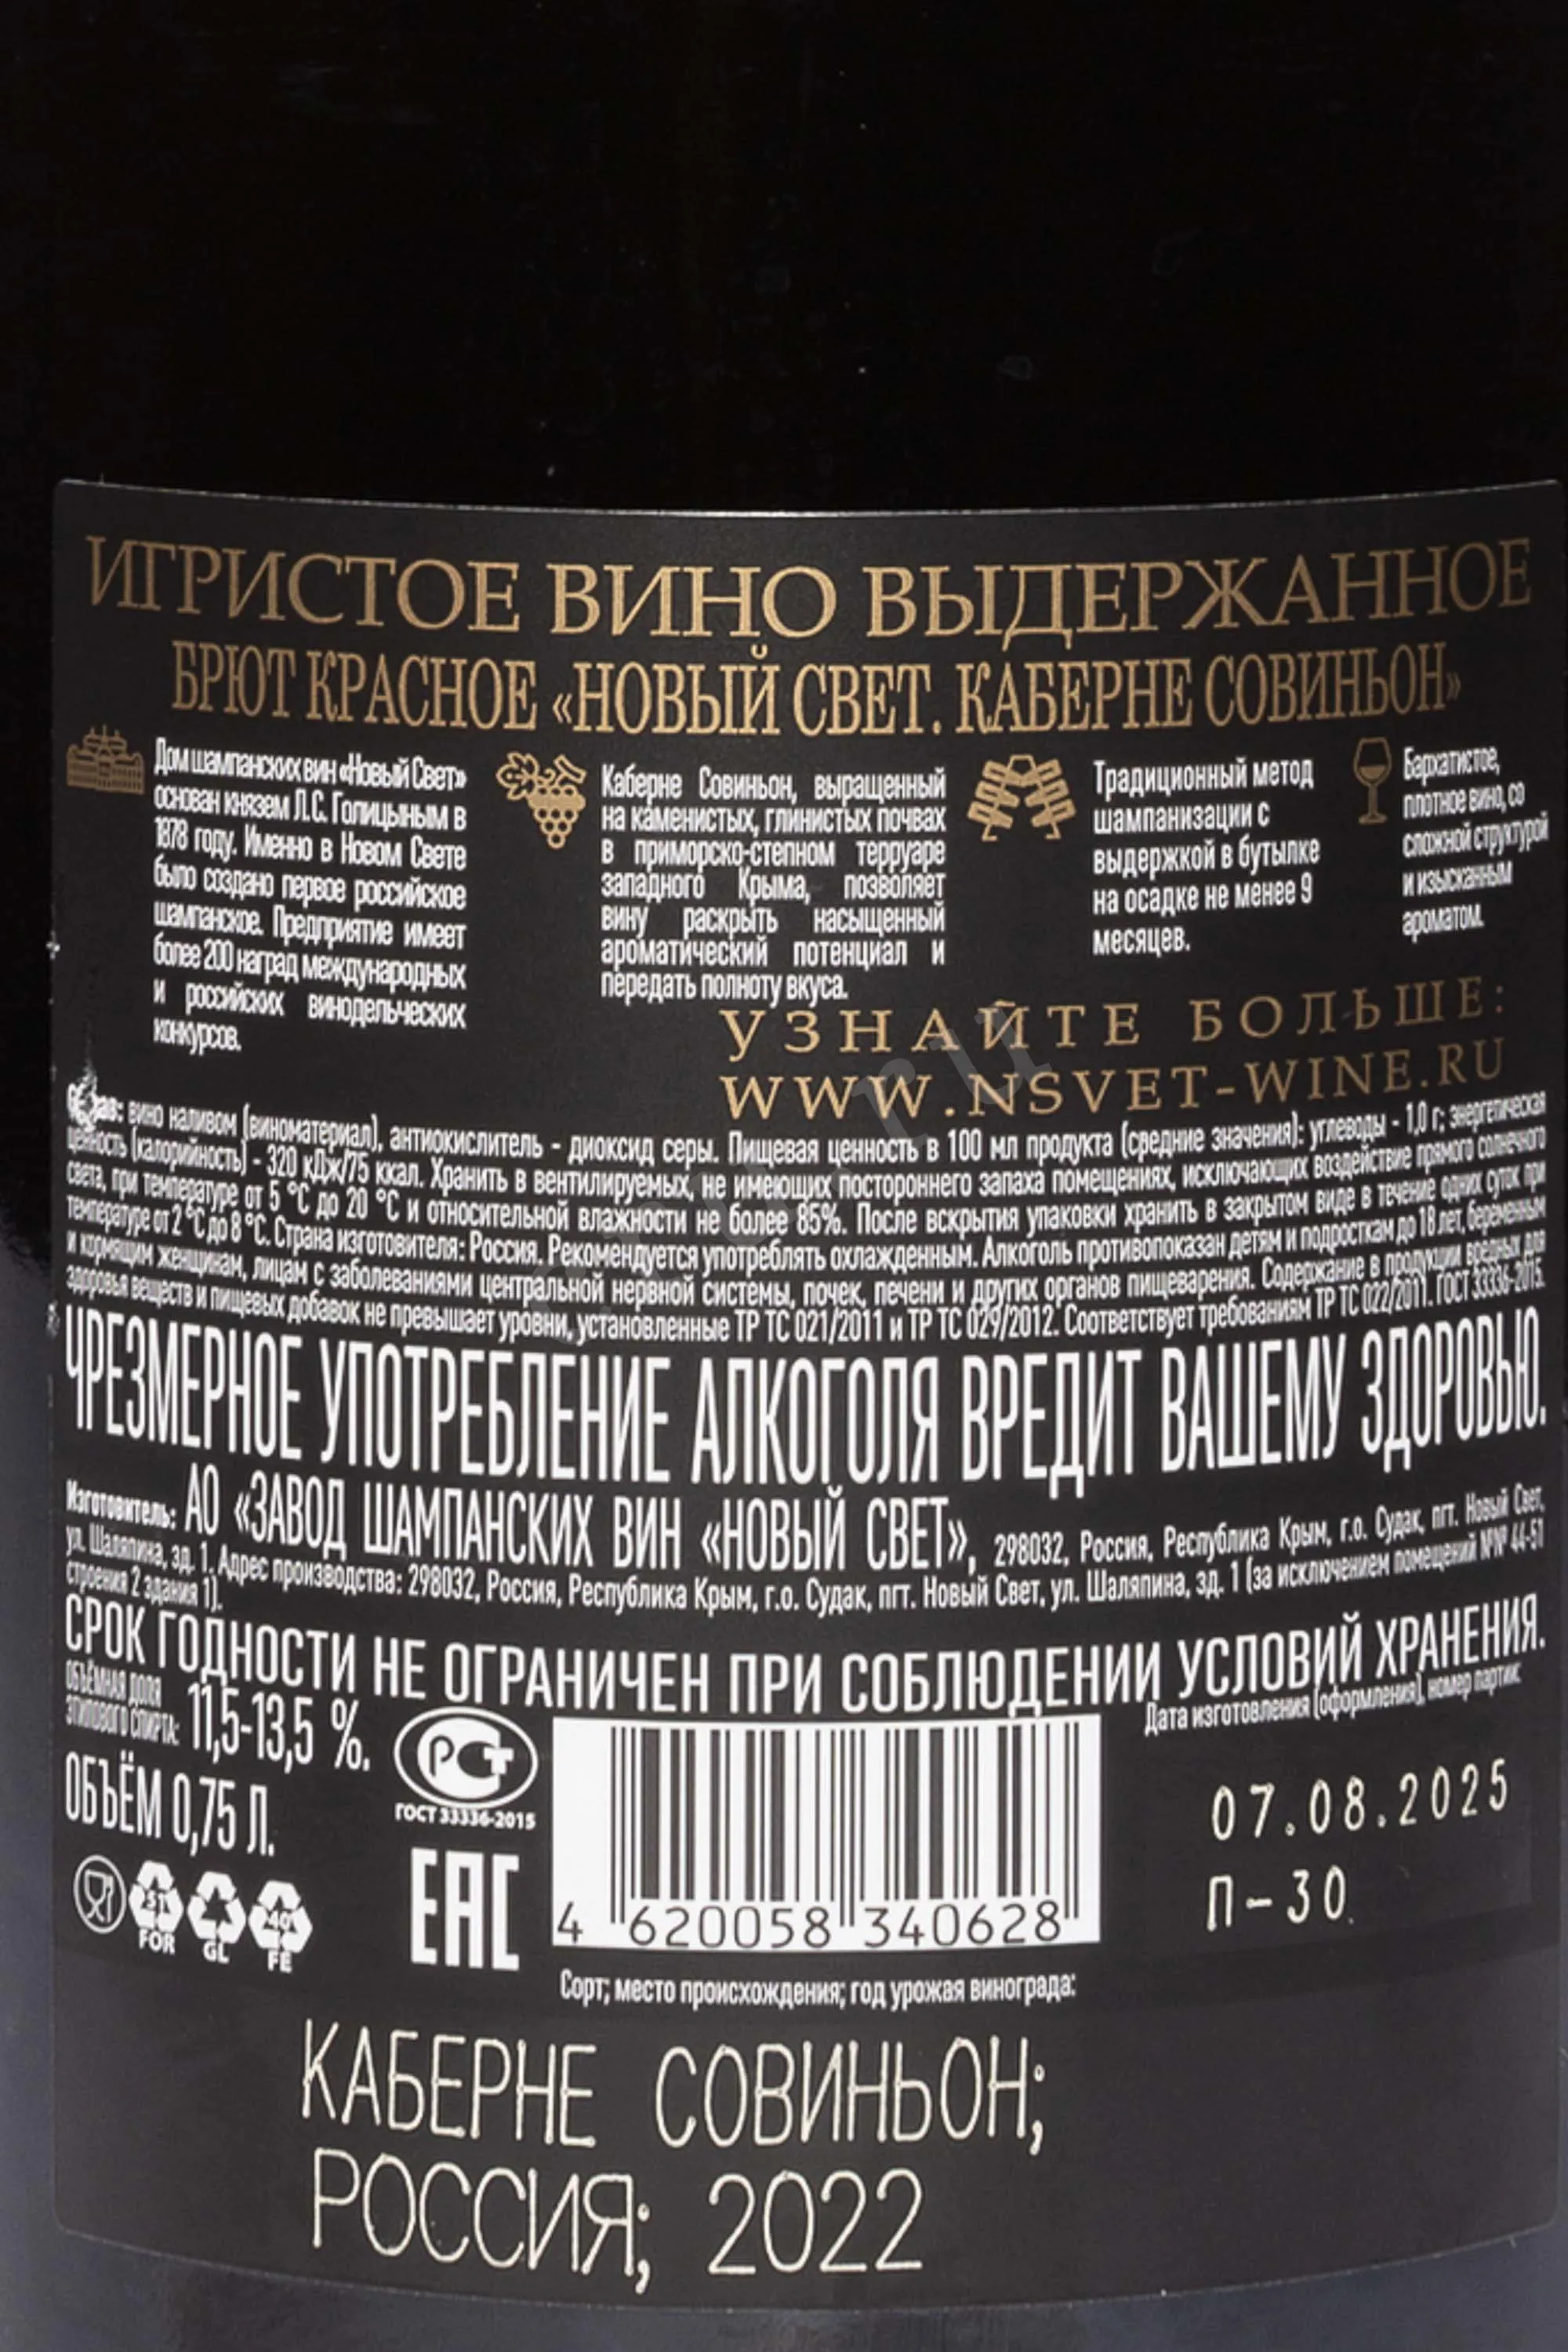 ИГРИСТОЕ ВИНО ВЫДЕРЖАННОЕ
БРЮТ КРАСНОЕ «НОВЫЙ СВЕТ. КАБЕРНЕ СОВИНЬОН»
Дом шампанских вин «Новый Свет»
основан князем Л.С. Голицыным в
1878 году. Именно в Новом Свете
было создано первое российское
шампанское. Предприятие имеет
более 200 наград международных
и российских винодельческих
конкурсов.
Каберне Совиньон, выращенный
на каменистых, глинистых почвах
в приморско-степном терруаре
западного Крыма, позволяет
вину раскрыть насыщенный
ароматический потенциал и
передать полноту вкуса.
Традиционный метод
шампанизации с
выдержкой в бутылке
на осадке не менее 9
месяцев.
Бархатистое,
плотное вино, со
сложной структурой
и изысканным
ароматом.
УЗНАЙТЕ БОЛЬШЕ:
WWW.NSVET-WINE.RU
вино наливом (виноматериал), антиокислитель - диоксид серы. Пищевая ценность в 100 мл продукта (средние значения): углеводы - 1,0 г; энергетическая
ценность (калорийность) - 320 кДж/75 ккал. Хранить в вентилируемых, не имеющих постороннего запаха помещениях, исключающих воздействие прямого солнечного
света, при температуре от 5 °C до 20 °C и относительной влажности не более 85%. После вскрытия упаковки хранить в закрытом виде в течение одних суток при
температуре от 2 °C до 8 °C. Страна изготовителя: Россия. Рекомендуется употреблять охлажденным. Алкоголь противопоказан детям и подросткам до 18 лет, беременным
и кормящим женщинам, лицам с заболеваниями центральной нервной системы, почек, печени и других органов пищеварения. Содержание в продукции вредных для
здоровья веществ и пищевых добавок не превышает уровни, установленные ТР ТС 021/2011 и ТР ТС 029/2012. Соответствует требованиям ТР ТС 022/2011. ГОСТ 33336-2015.
ЧРЕЗМЕРНОЕ УПОТРЕБЛЕНИЕ АЛКОГОЛЯ ВРЕДИТ ВАШЕМУ ЗДОРОВЬЮ.
Изготовитель: АО «ЗАВОД ШАМПАНСКИХ ВИН «НОВЫЙ СВЕТ», 298032, Россия, Республика Крым, г.о. Судак, пгт. Новый Свет,
ул. Шаляпина, зд. 1. Адрес производства: 298032, Россия, Республика Крым, г.о. Судак, пгт. Новый Свет, ул. Шаляпина, зд. 1 (за исключением помещений №№ 44-51
строения 2 здания 1).
СРОК ГОДНОСТИ НЕ ОГРАНИЧЕН ПРИ СОБЛЮДЕНИИ УСЛОВИЙ ХРАНЕНИЯ.
ОБЪЁМНАЯ ДОЛЯ
ЭТИЛОВОГО СПИРТА: 11,5-13,5 %.
ОБЪЁМ 0,75 Л.
РСТ
ГОСТ 33336-2015
EAC
251
FOR
GL
40
FE
4 620058 340628
Дата изготовления (оформления), номер партии:
07.08.2025
П-30
Сорт; место происхождения; год урожая винограда:
КАБЕРНЕ СОВИНЬОН;
РОССИЯ; 2022